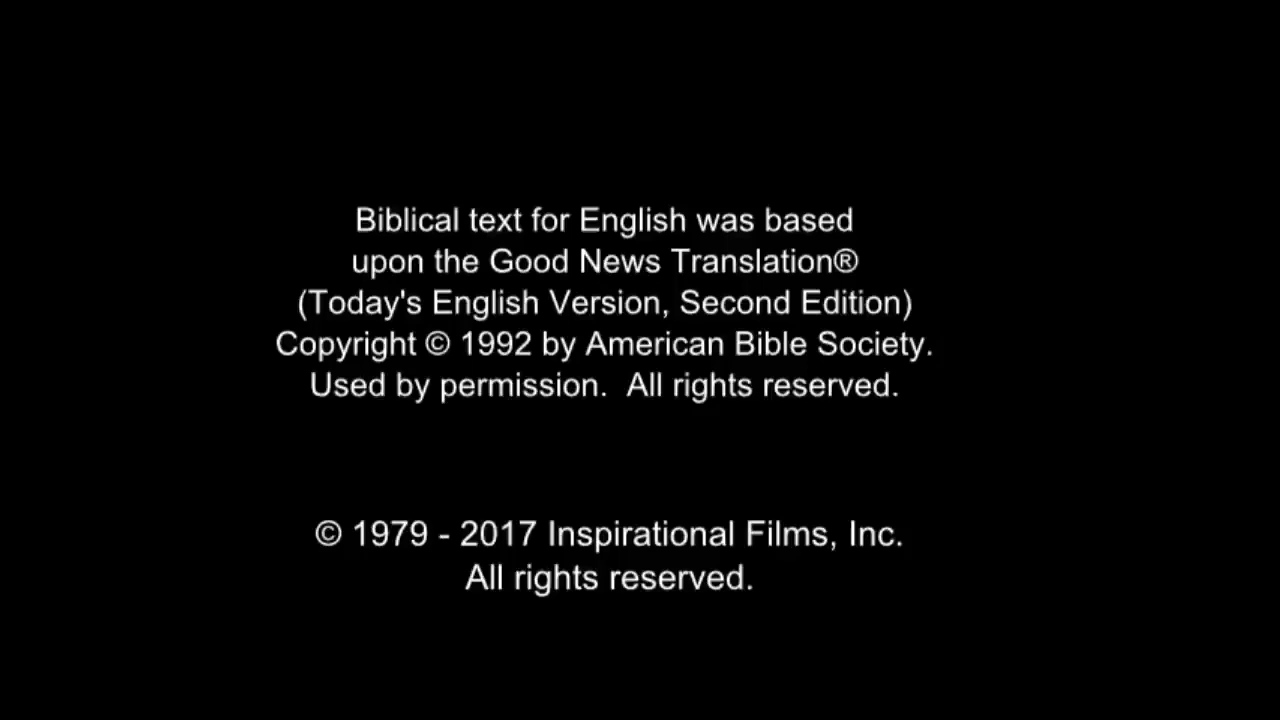 Biblical text for English was based
upon the Good News Translation®
(Today's English Version, Second Edition)
Copyright © 1992 by American Bible Society.
Used by permission.  All rights reserved.
© 1979 - 2017 Inspirational Films, Inc.
All rights reserved.